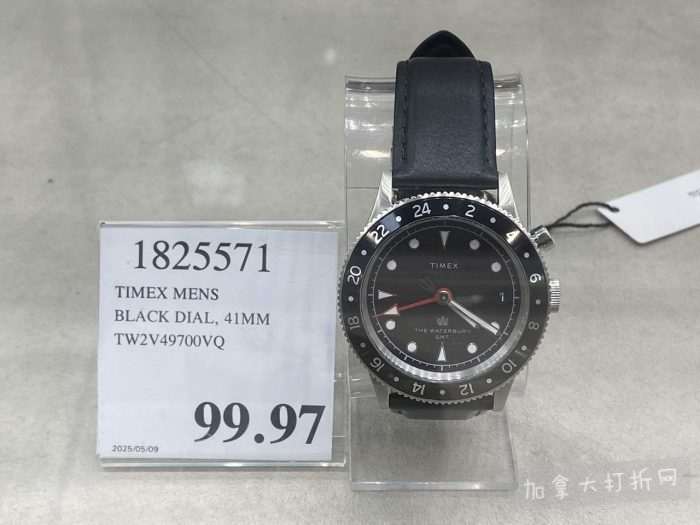 1825571
TIMEX MENS
BLACK DIAL, 41MM
TW2V49700VQ
99.97
2025/05/09
24
2
4
6
8
10
12
14
16
18
20
22
TIMEX
THE WATERBURY
GMT
加拿大打折网